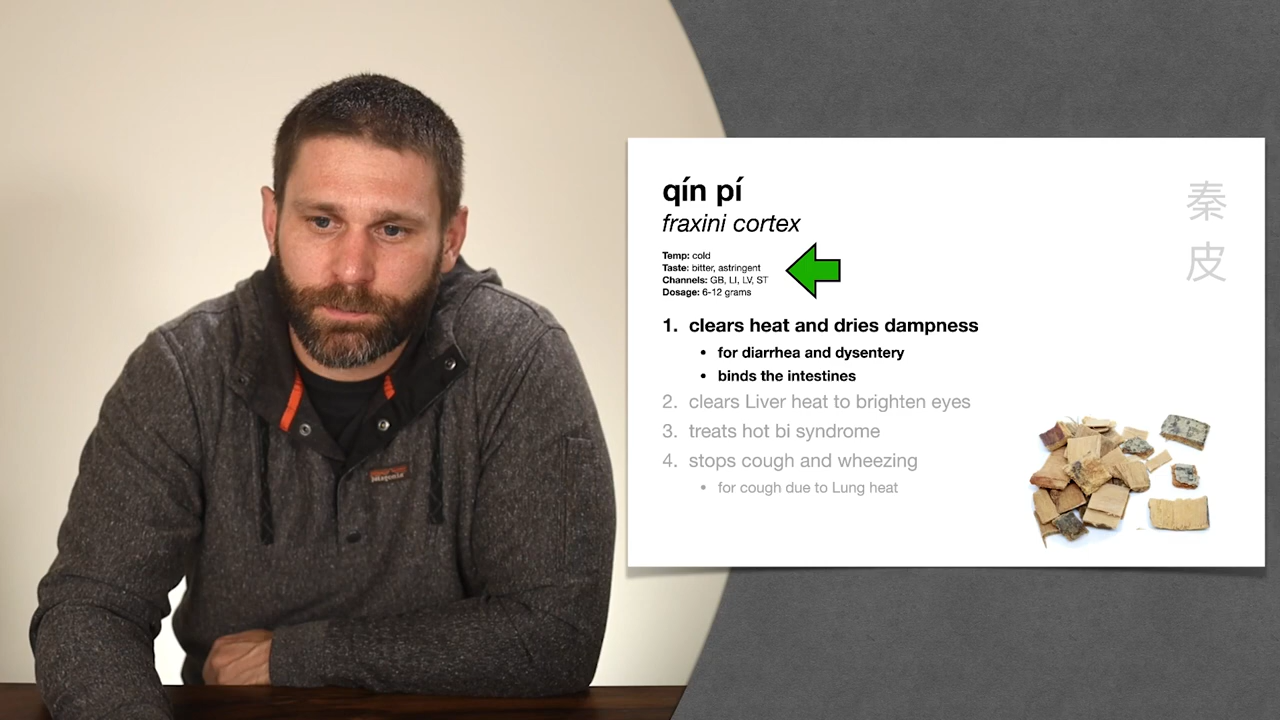 qín pí
fraxini cortex
秦
皮
Temp: cold
Taste: bitter, astringent
Channels: GB, LI, LV, ST
Dosage: 6-12 grams
1. clears heat and dries dampness
• for diarrhea and dysentery
• binds the intestines
2. clears Liver heat to brighten eyes
3. treats hot bi syndrome
4. stops cough and wheezing
• for cough due to Lung heat
patagonia